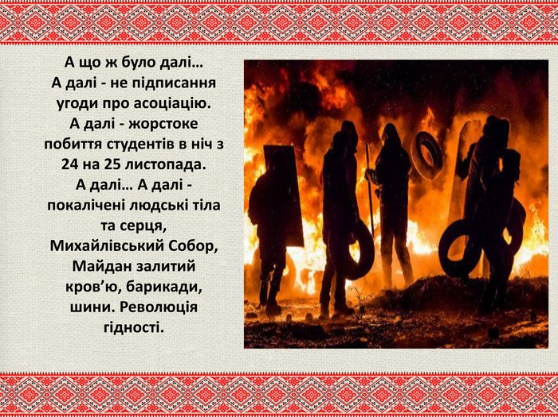 А що ж було далі…
А далі - не підписання
угоди про асоціацію.
А далі - жорстоке
побиття студентів в ніч з
24 на 25 листопада.
А далі… А далі -
покалічені людські тіла
та серця,
Михайлівський Собор,
Майдан залитий
кров’ю, барикади,
шини. Революція
гідності.